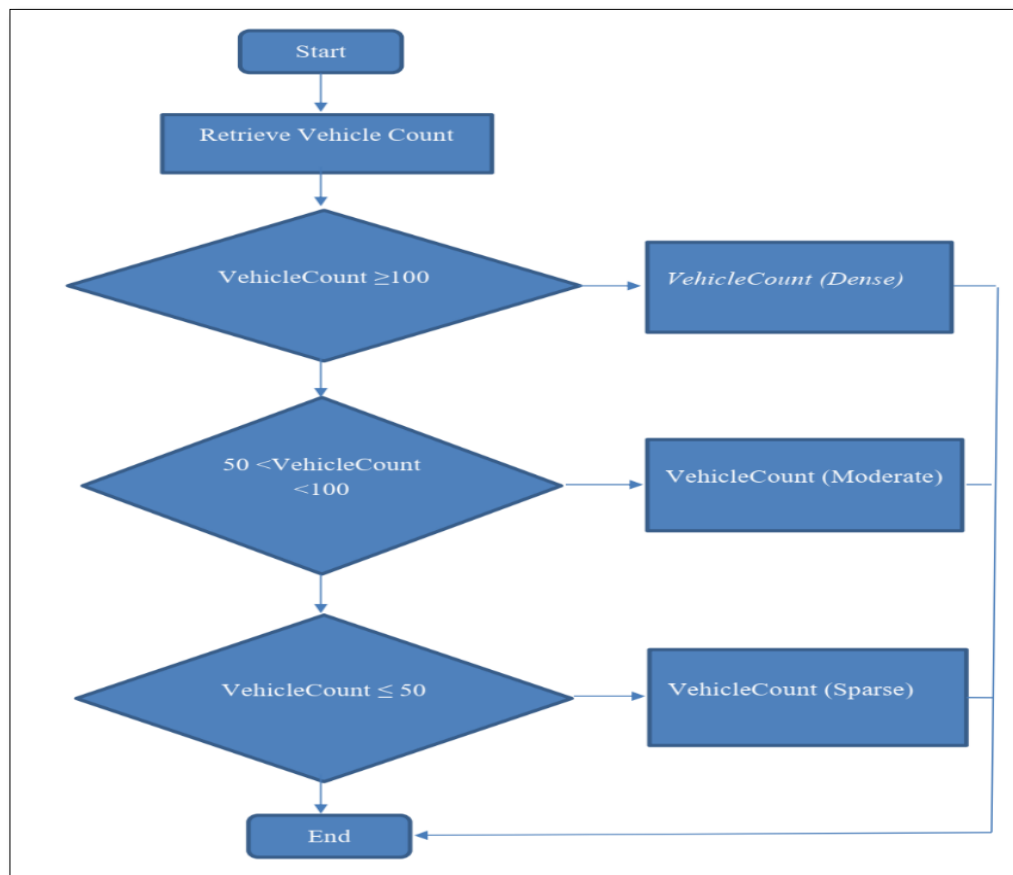 Start
Retrieve Vehicle Count
VehicleCount ≥100
VehicleCount (Dense)
50 <VehicleCount
<100
VehicleCount (Moderate)
VehicleCount ≤ 50
VehicleCount (Sparse)
End